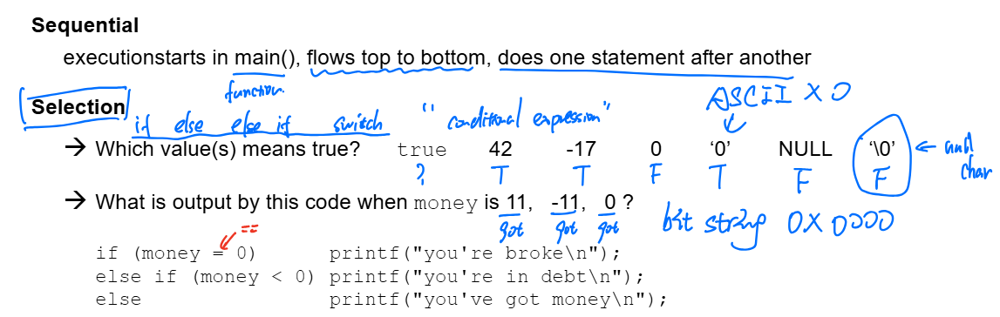 Sequential
executionstarts in main(), flows top to bottom, does one statement after another
function.
ASCII X 0
Selection
if else else if switch "conditional expression"
→ Which value(s) means true? true 42 -17 0 '0' NULL '\0' ← null char
? T T F T F F
→ What is output by this code when money is 11, -11, 0 ?
got got got bit string 0X 0000
==
if (money = 0) printf("you're broke\n");
else if (money < 0) printf("you're in debt\n");
else printf("you've got money\n");